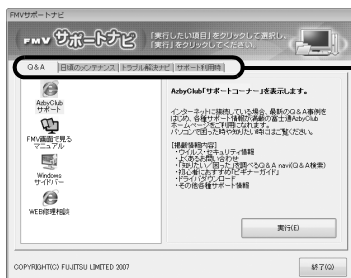 FMVサポートナビ
FMV サポートナビ
「実行したい項目」をクリックして選択し、
「実行」をクリックしてください。
Q&A 日頃のメンテナンス トラブル解決ナビ サポート利用時
AzbyClub
サポート
FMV画面で見る
マニュアル
Windows
サイドバー
WEB修理相談
AzbyClub「サポートコーナー」を表示します。
インターネットに接続している場合、最新のQ&A事例を
はじめ、各種サポート情報が満載の富士通AzbyClub
ホームページをご利用になれます。
パソコンで困った時や知りたい時にはまずご覧ください。
[掲載情報内容]
・ウイルス・セキュリティ情報
・よくあるお問い合わせ
・「知りたい/困った」を調べるQ&A navi(Q&A検索)
・初心者におすすめ「ビギナーガイド」
・ドライバダウンロード
・その他各種サポート情報
実行(E)
COPYRIGHT(C) FUJITSU LIMITED 2007
終了(Q)